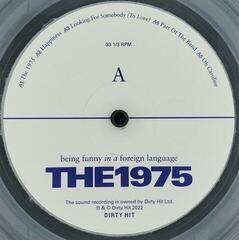 A1 The 1975 A2 Happiness A3 Looking For Somebody (To Love) A4 Part Of The Band A5 Oh Caroline
33 1/3 RPM
A
being funny in a foreign language
THE1975
The sound recording is owned by Dirty Hit Ltd.
℗ & © Dirty Hit 2022
DIRTY HIT